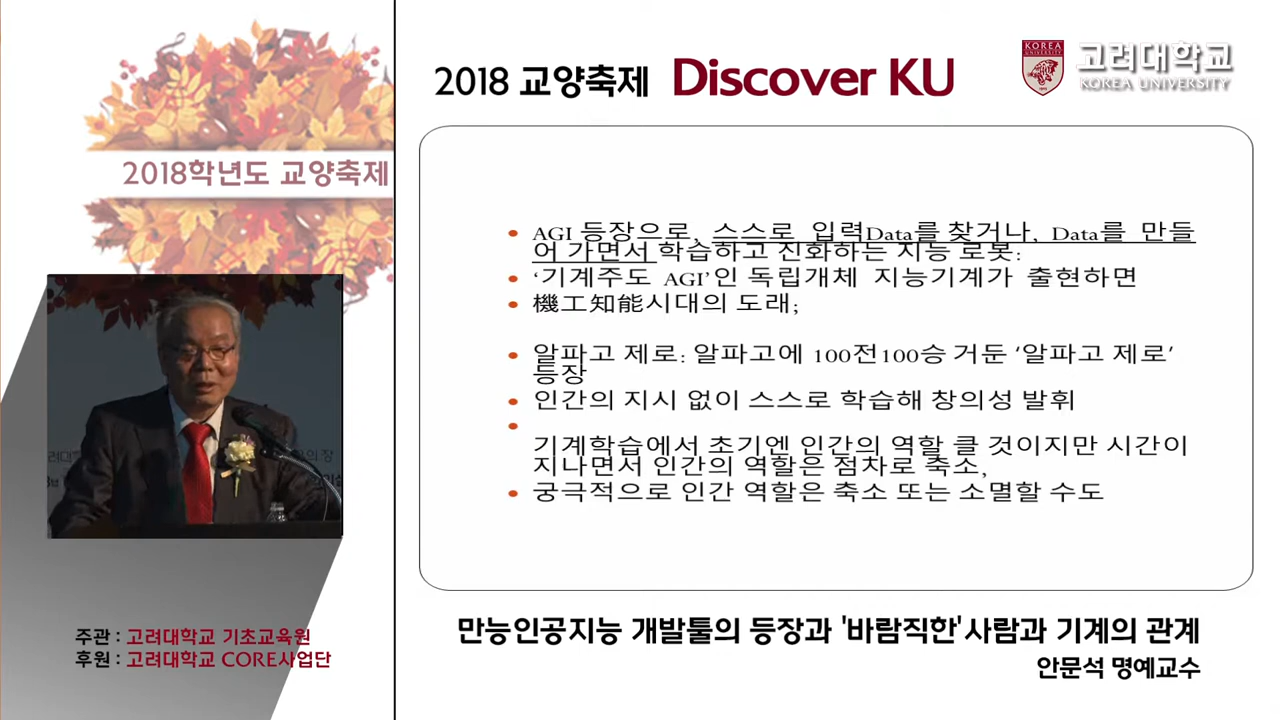 2018학년도 교양축제
주관 : 고려대학교 기초교육원
후원 : 고려대학교 CORE사업단
2018 교양축제 Discover KU
KOREA
고려대학교
KOREA UNIVERSITY
• AGI 등장으로, 스스로 입력Data를 찾거나, Data를 만들
어 가면서 학습하고 진화하는 지능 로봇:
• ‘기계주도 AGI’인 독립개체 지능기계가 출현하면
• 機工知能시대의 도래;
• 알파고 제로: 알파고에 100전100승 거둔 ‘알파고 제로’
등장
• 인간의 지시 없이 스스로 학습해 창의성 발휘
•
기계학습에서 초기엔 인간의 역할 클 것이지만 시간이
지나면서 인간의 역할은 점차로 축소,
• 궁극적으로 인간 역할은 축소 또는 소멸할 수도
만능인공지능 개발툴의 등장과 '바람직한'사람과 기계의 관계
안문석 명예교수